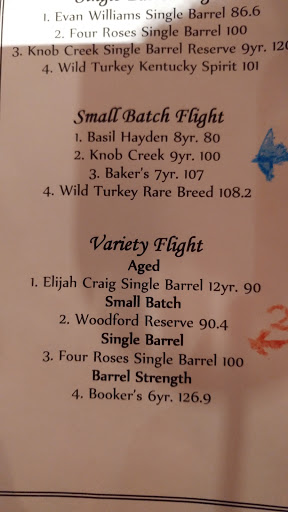 1. Evan Williams Single Barrel 86.6
2. Four Roses Single Barrel 100
3. Knob Creek Single Barrel Reserve 9yr. 120
4. Wild Turkey Kentucky Spirit 101
Small Batch Flight
1. Basil Hayden 8yr. 80
2. Knob Creek 9yr. 100
3. Baker's 7yr. 107
4. Wild Turkey Rare Breed 108.2
Variety Flight
Aged
1. Elijah Craig Single Barrel 12yr. 90
Small Batch
2. Woodford Reserve 90.4
Single Barrel
3. Four Roses Single Barrel 100
Barrel Strength
4. Booker's 6yr. 126.9